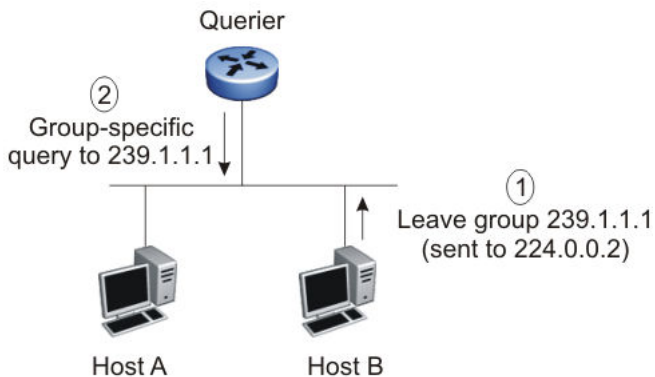 Querier
2
Group-specific
query to 239.1.1.1
1
Leave group 239.1.1.1
(sent to 224.0.0.2)
Host A
Host B